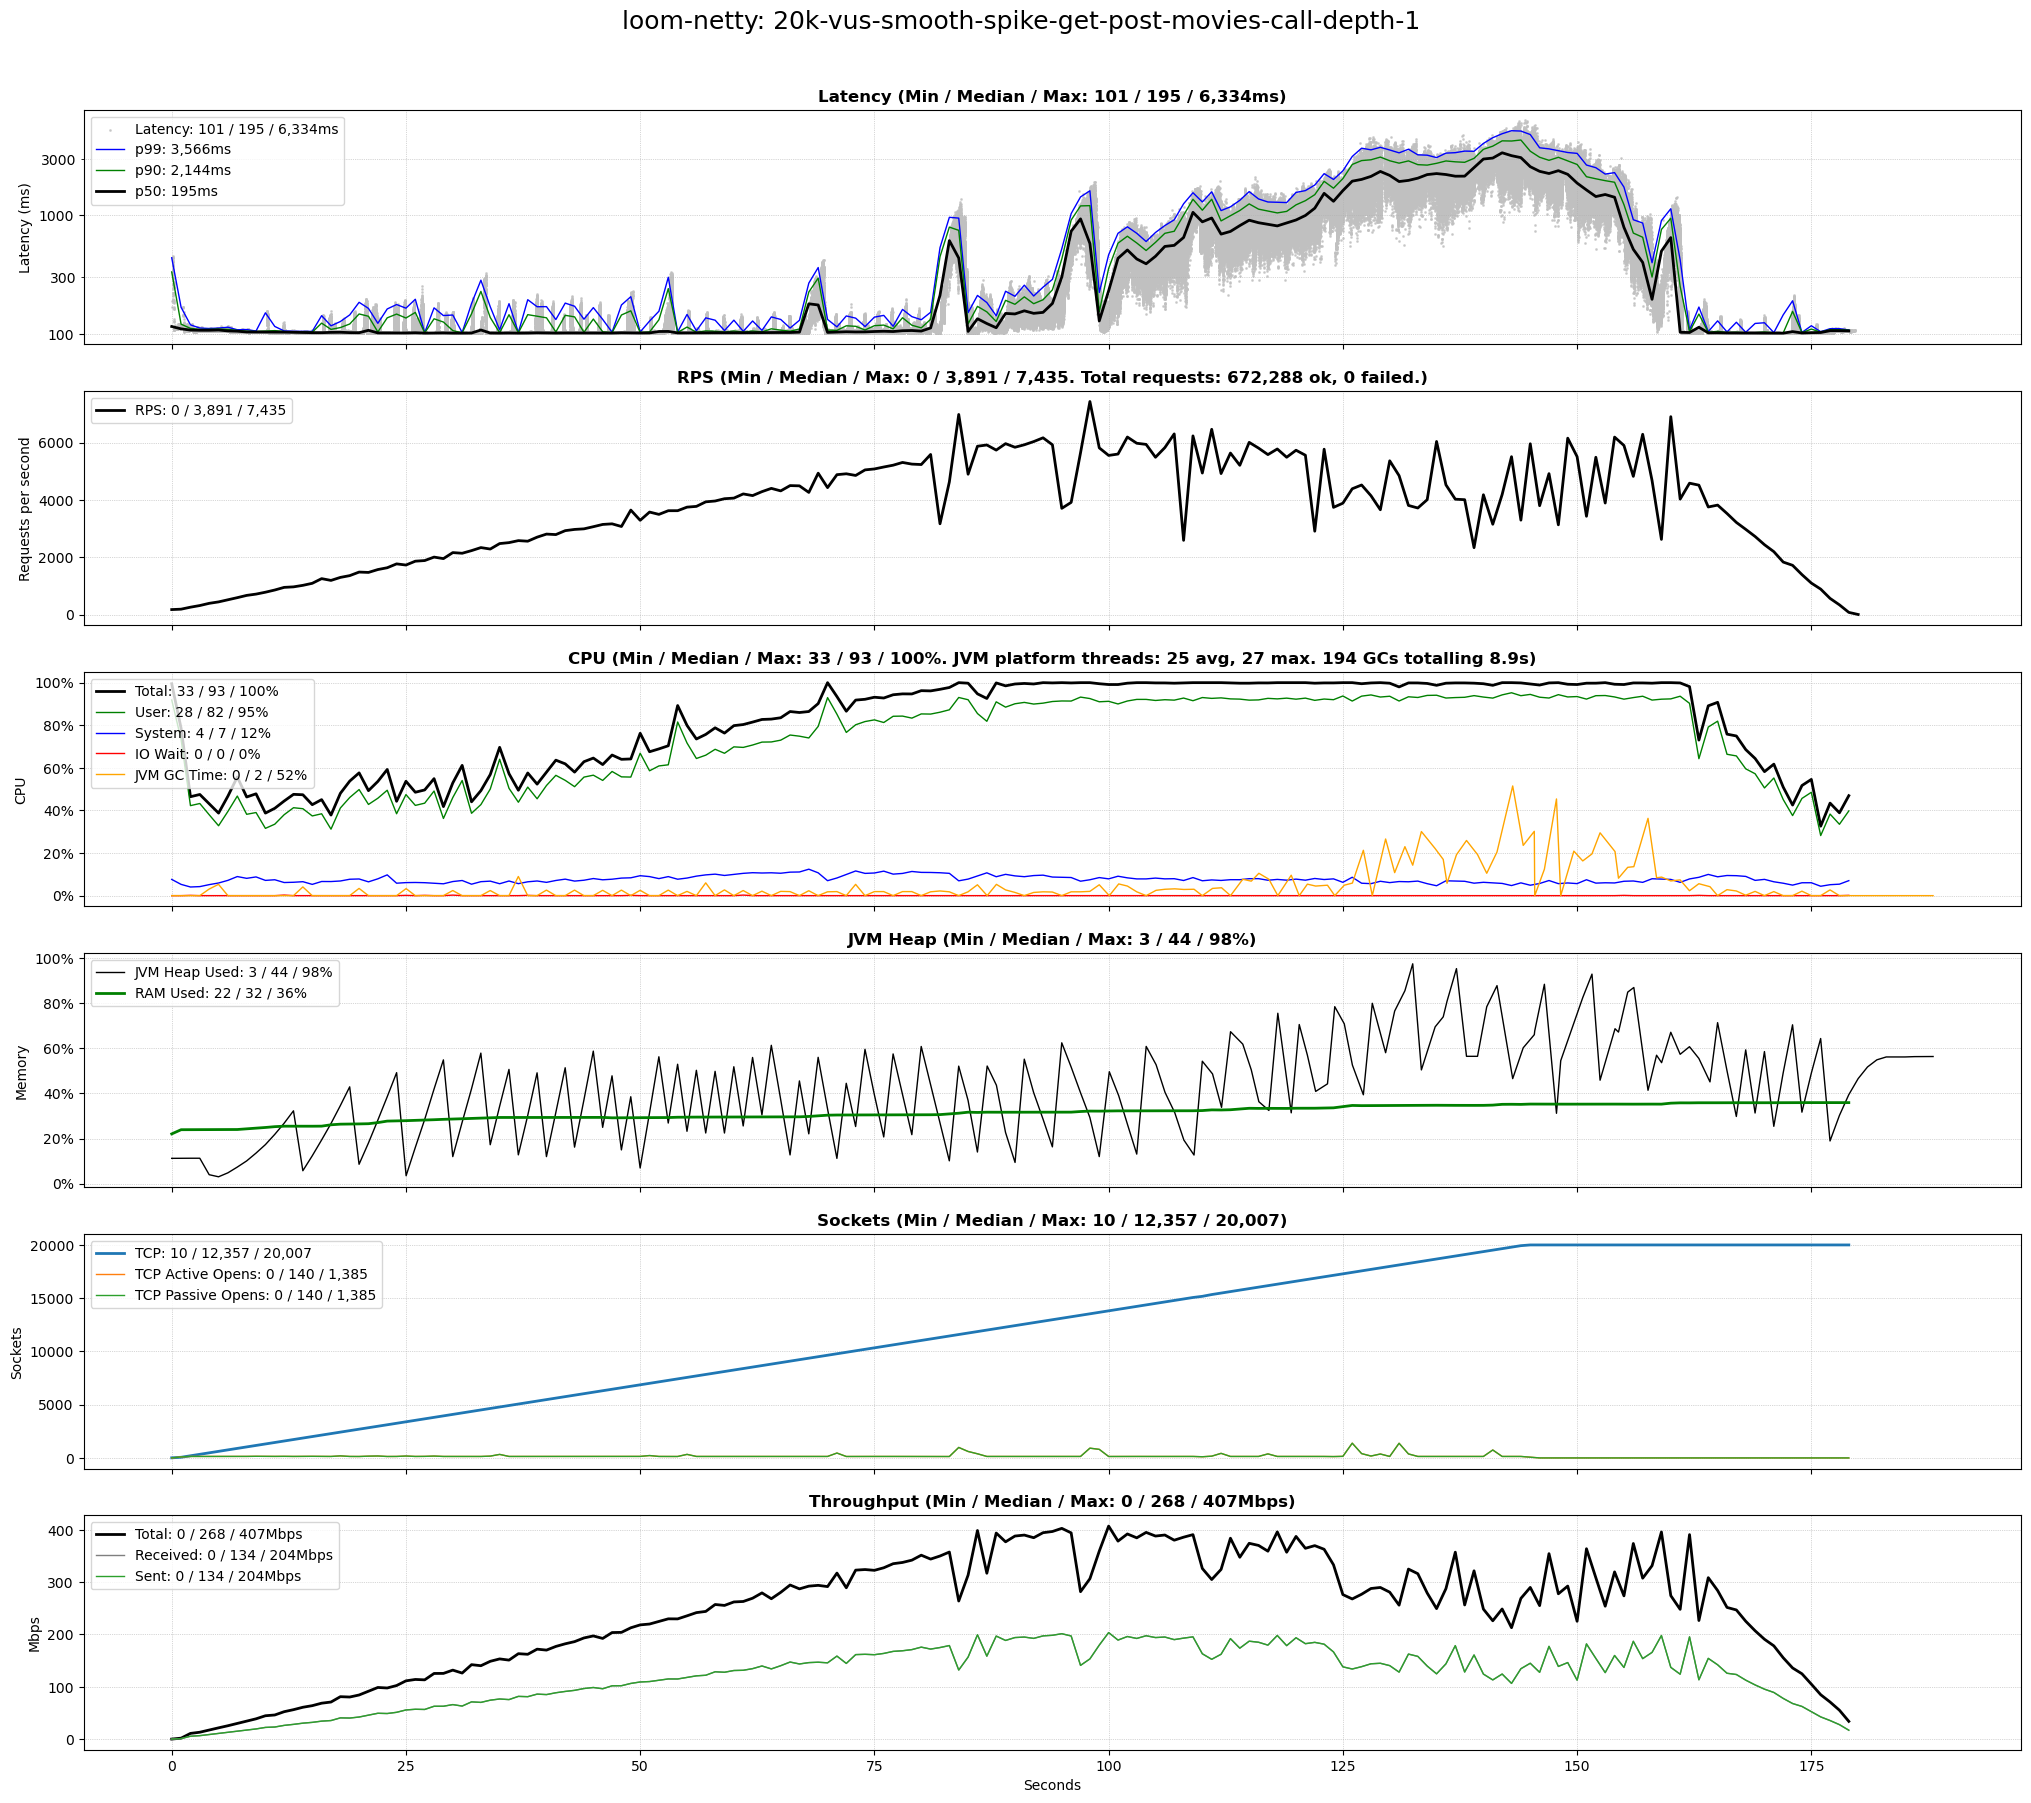 loom-netty: 20k-vus-smooth-spike-get-post-movies-call-depth-1
Latency (Min / Median / Max: 101 / 195 / 6,334ms)
Latency: 101 / 195 / 6,334ms
p99: 3,566ms
p90: 2,144ms
p50: 195ms
Latency (ms)
3000
1000
300
100
RPS (Min / Median / Max: 0 / 3,891 / 7,435. Total requests: 672,288 ok, 0 failed.)
RPS: 0 / 3,891 / 7,435
Requests per second
6000
4000
2000
0
CPU (Min / Median / Max: 33 / 93 / 100%. JVM platform threads: 25 avg, 27 max. 194 GCs totalling 8.9s)
Total: 33 / 93 / 100%
User: 28 / 82 / 95%
System: 4 / 7 / 12%
IO Wait: 0 / 0 / 0%
JVM GC Time: 0 / 2 / 52%
CPU
100%
80%
60%
40%
20%
0%
JVM Heap (Min / Median / Max: 3 / 44 / 98%)
JVM Heap Used: 3 / 44 / 98%
RAM Used: 22 / 32 / 36%
Memory
100%
80%
60%
40%
20%
0%
Sockets (Min / Median / Max: 10 / 12,357 / 20,007)
TCP: 10 / 12,357 / 20,007
TCP Active Opens: 0 / 140 / 1,385
TCP Passive Opens: 0 / 140 / 1,385
Sockets
20000
15000
10000
5000
0
Throughput (Min / Median / Max: 0 / 268 / 407Mbps)
Total: 0 / 268 / 407Mbps
Received: 0 / 134 / 204Mbps
Sent: 0 / 134 / 204Mbps
Mbps
400
300
200
100
0
0 25 50 75 100 125 150 175
Seconds